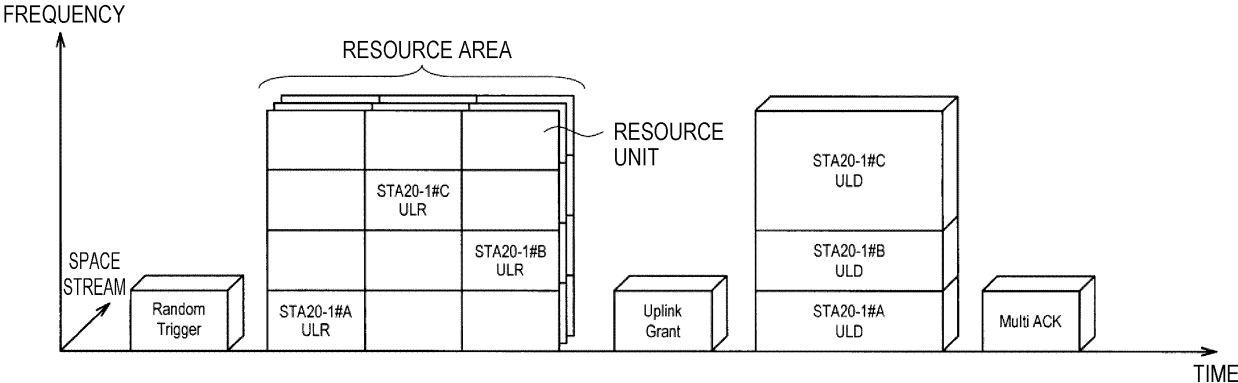 FREQUENCY
RESOURCE AREA
RESOURCE
UNIT
STA20-1#C
ULR
STA20-1#B
ULR
STA20-1#A
ULR
SPACE
STREAM
Random
Trigger
Uplink
Grant
STA20-1#C
ULD
STA20-1#B
ULD
STA20-1#A
ULD
Multi ACK
TIME